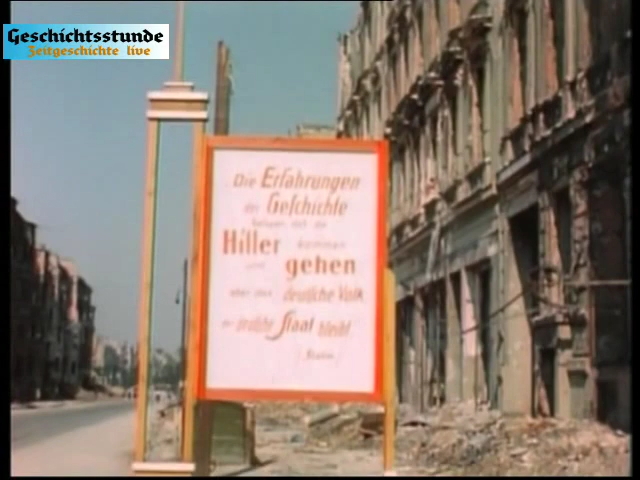 Geschichtsstunde
Zeitgeschichte live
Die Erfahrungen
der Geſchichte
Hitler kommen
und gehen
aber das deutſche Volk
der deutſche Staat bleibt